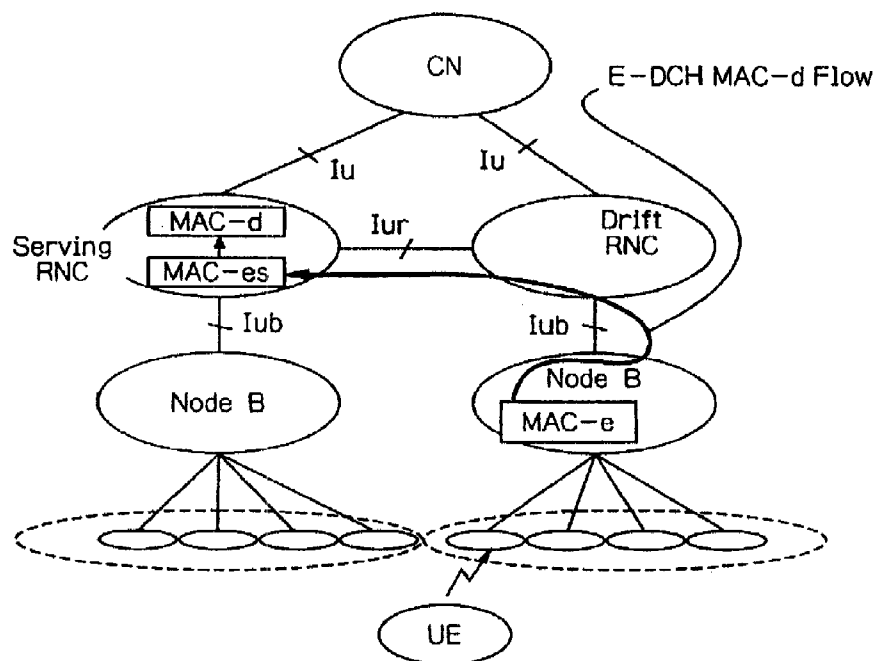 CN
E-DCH MAC-d Flow
Iu
Iu
MAC-d
Serving
RNC
MAC-es
Iur
Drift
RNC
Iub
Iub
Node B
Node B
MAC-e
UE